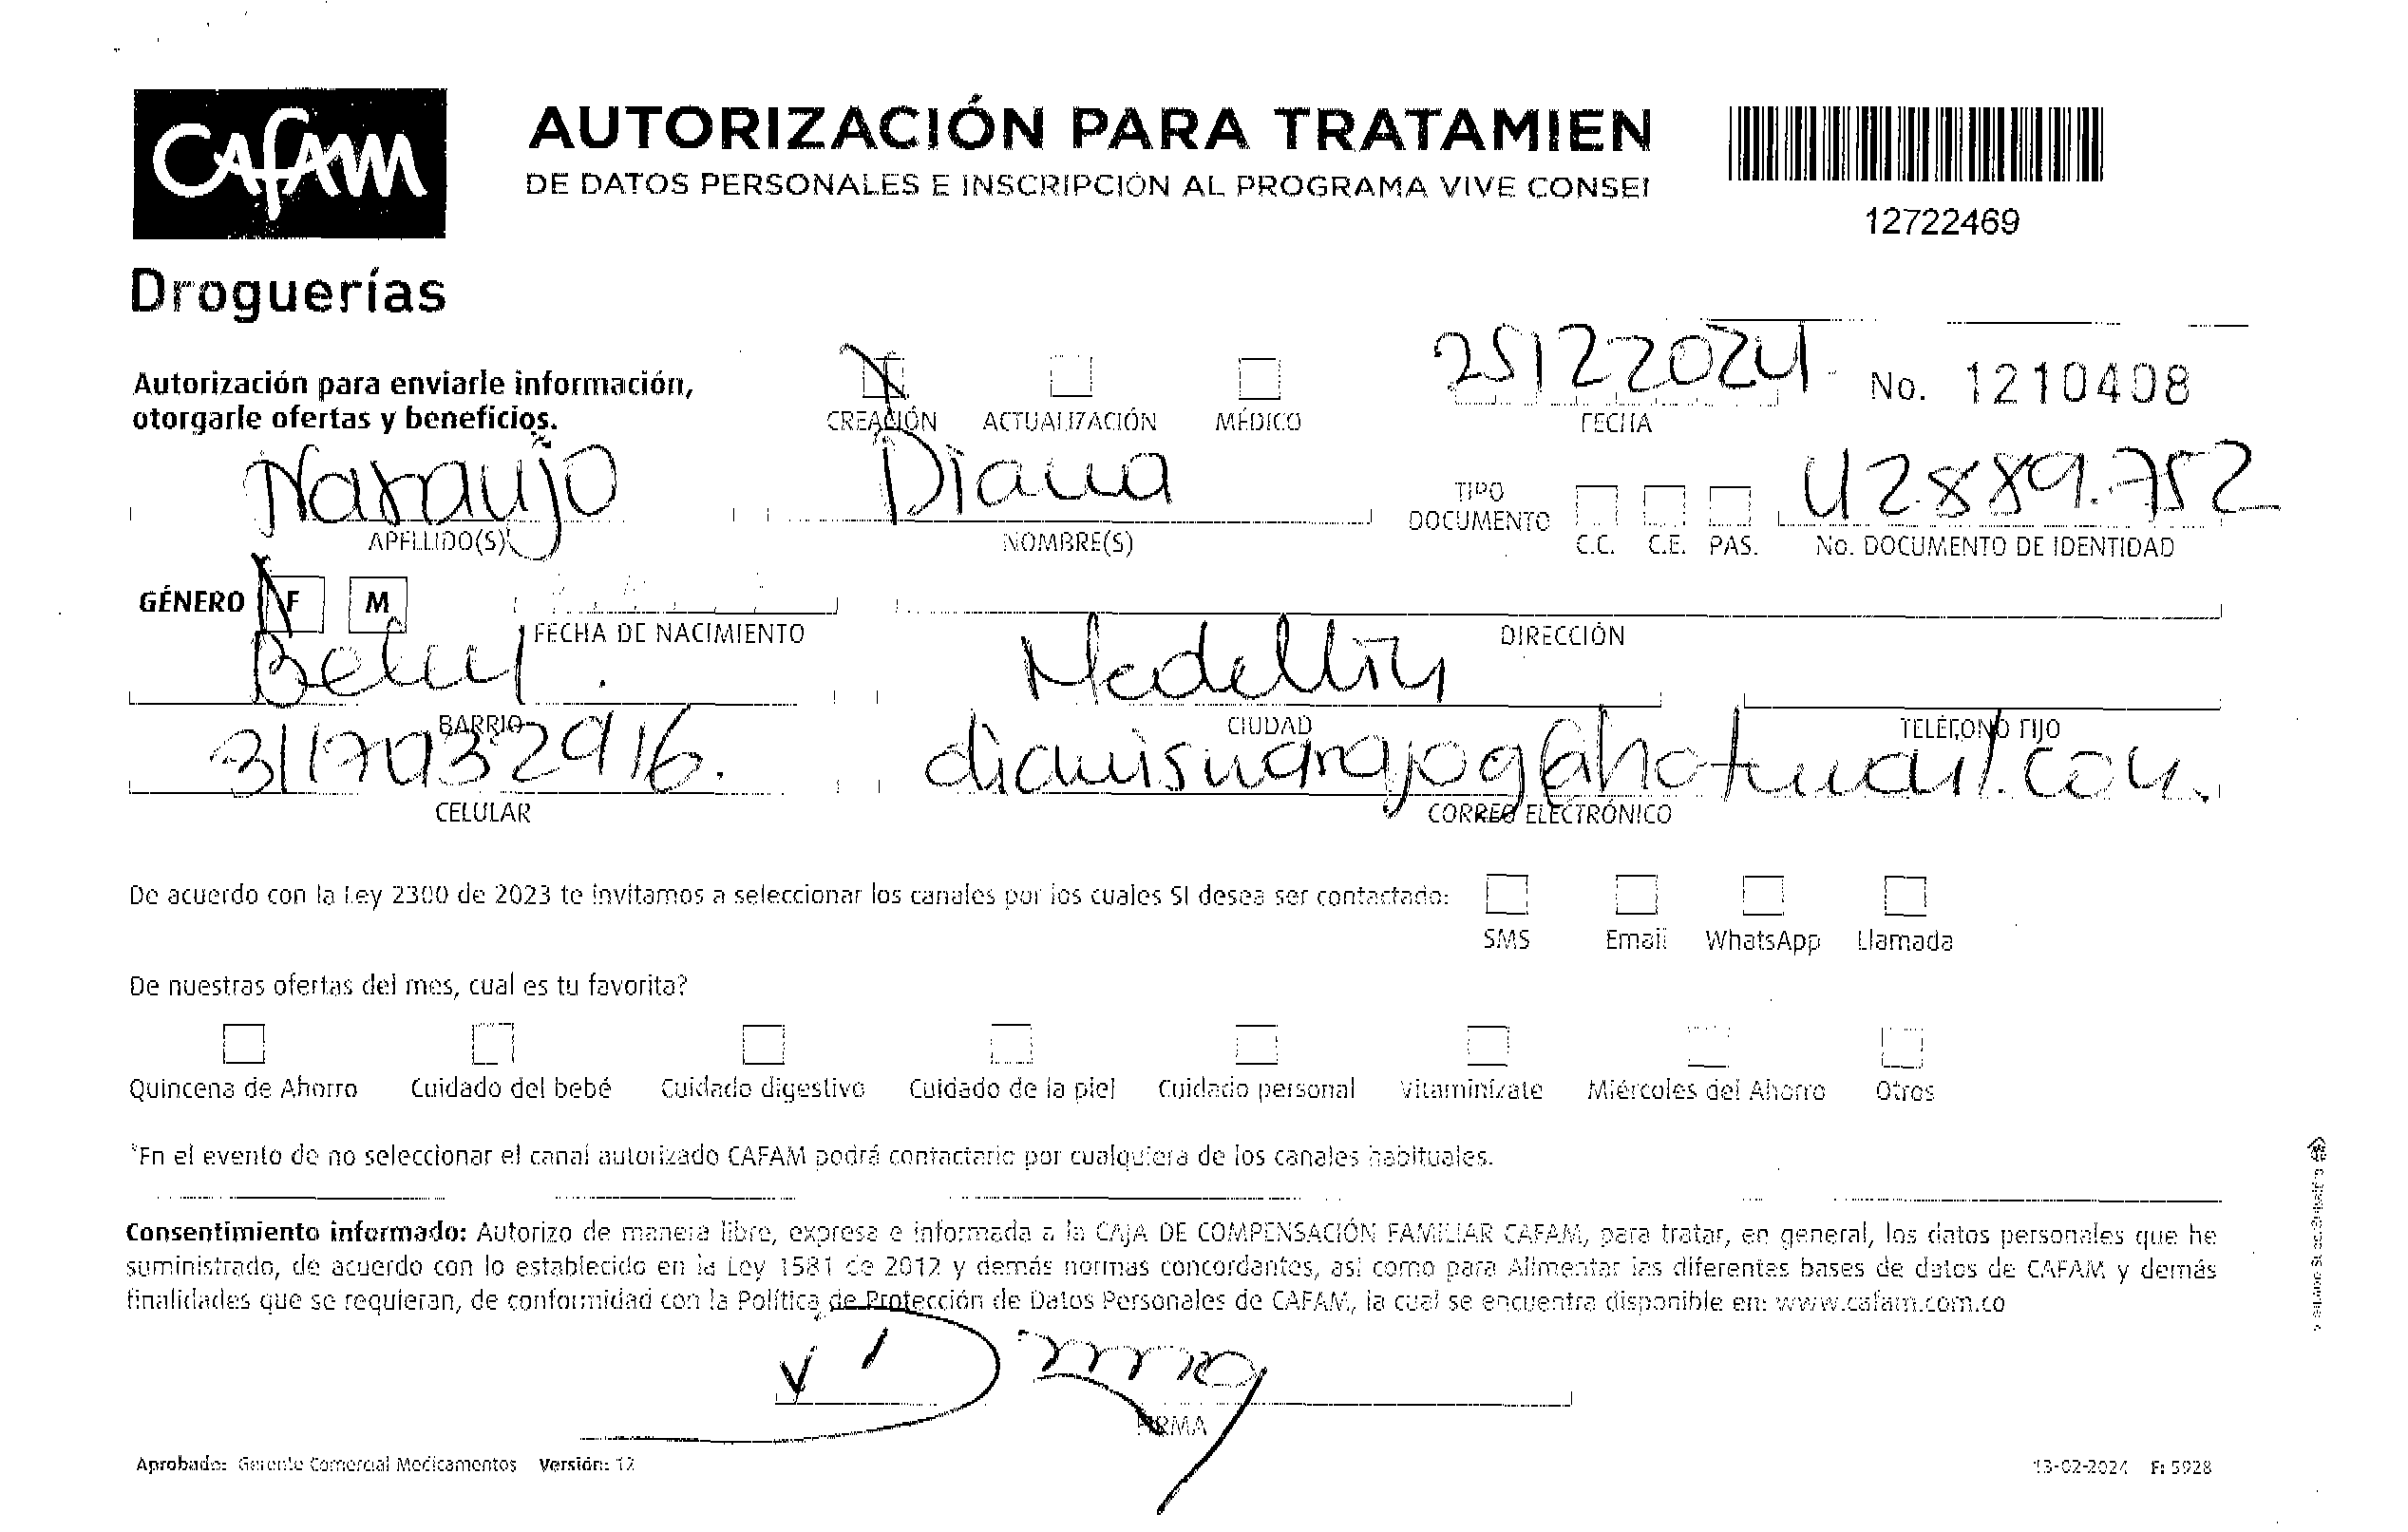 CAFAM
Droguerías
AUTORIZACIÓN PARA TRATAMIEN
DE DATOS PERSONALES E INSCRIPCIÓN AL PROGRAMA VIVE CONSEI
12722469
Autorización para enviarle información,
otorgarle ofertas y beneficios.
CREACIÓN ACTUALIZACIÓN MÉDICO
25122024
FECHA
No. 1210408
Naranjo Diana 42889.752
APELLIDO(S) NOMBRE(S) TIPO DOCUMENTO C.C. C.E. PAS. No. DOCUMENTO DE IDENTIDAD
GÉNERO F M
FECHA DE NACIMIENTO DIRECCIÓN
Belen Medellin
BARRIO CIUDAD TELÉFONO FIJO
3117032916.
CELULAR CORREO ELECTRÓNICO
De acuerdo con la Ley 2300 de 2023 te invitamos a seleccionar los canales por los cuales SI desea ser contactado:
SMS Email WhatsApp Llamada
De nuestras ofertas del mes, cual es tu favorita?
Quincena de Ahorro Cuidado del bebé Cuidado digestivo Cuidado de la piel Cuidado personal Vitaminízate Miércoles del Ahorro Otros
*En el evento de no seleccionar el canal autorizado CAFAM podrá contactarlo por cualquiera de los canales habituales.
Consentimiento informado: Autorizo de manera libre, expresa e informada a la CAJA DE COMPENSACIÓN FAMILIAR CAFAM, para tratar, en general, los datos personales que he
suministrado, de acuerdo con lo establecido en la Ley 1581 de 2012 y demás normas concordantes, así como para Alimentar las diferentes bases de datos de CAFAM y demás
finalidades que se requieran, de conformidad con la Política de Protección de Datos Personales de CAFAM, la cual se encuentra disponible en: www.cafam.com.co
FIRMA
Aprobado: Gerente Comercial Medicamentos Versión: 12
13-02-2024 F: 5928